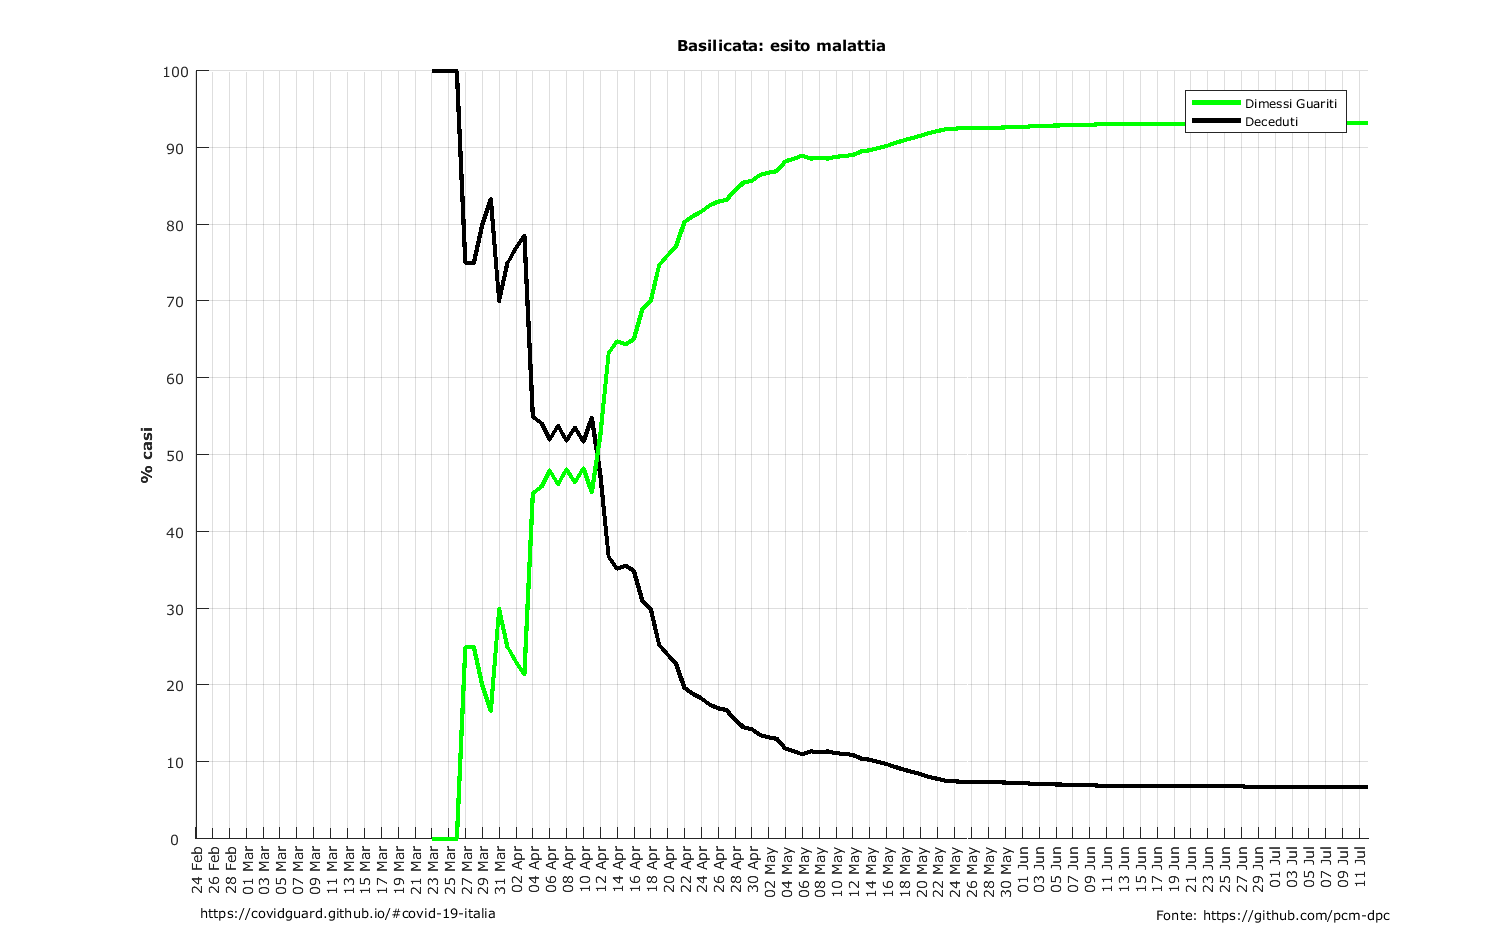 Basilicata: esito malattia
% casi
100
90
80
70
60
50
40
30
20
10
0
Dimessi Guariti
Deceduti
24 Feb
26 Feb
28 Feb
01 Mar
03 Mar
05 Mar
07 Mar
09 Mar
11 Mar
13 Mar
15 Mar
17 Mar
19 Mar
21 Mar
23 Mar
25 Mar
27 Mar
29 Mar
31 Mar
02 Apr
04 Apr
06 Apr
08 Apr
10 Apr
12 Apr
14 Apr
16 Apr
18 Apr
20 Apr
22 Apr
24 Apr
26 Apr
28 Apr
30 Apr
02 May
04 May
06 May
08 May
10 May
12 May
14 May
16 May
18 May
20 May
22 May
24 May
26 May
28 May
30 May
01 Jun
03 Jun
05 Jun
07 Jun
09 Jun
11 Jun
13 Jun
15 Jun
17 Jun
19 Jun
21 Jun
23 Jun
25 Jun
27 Jun
29 Jun
01 Jul
03 Jul
05 Jul
07 Jul
09 Jul
11 Jul
https://covidguard.github.io/#covid-19-italia
Fonte: https://github.com/pcm-dpc